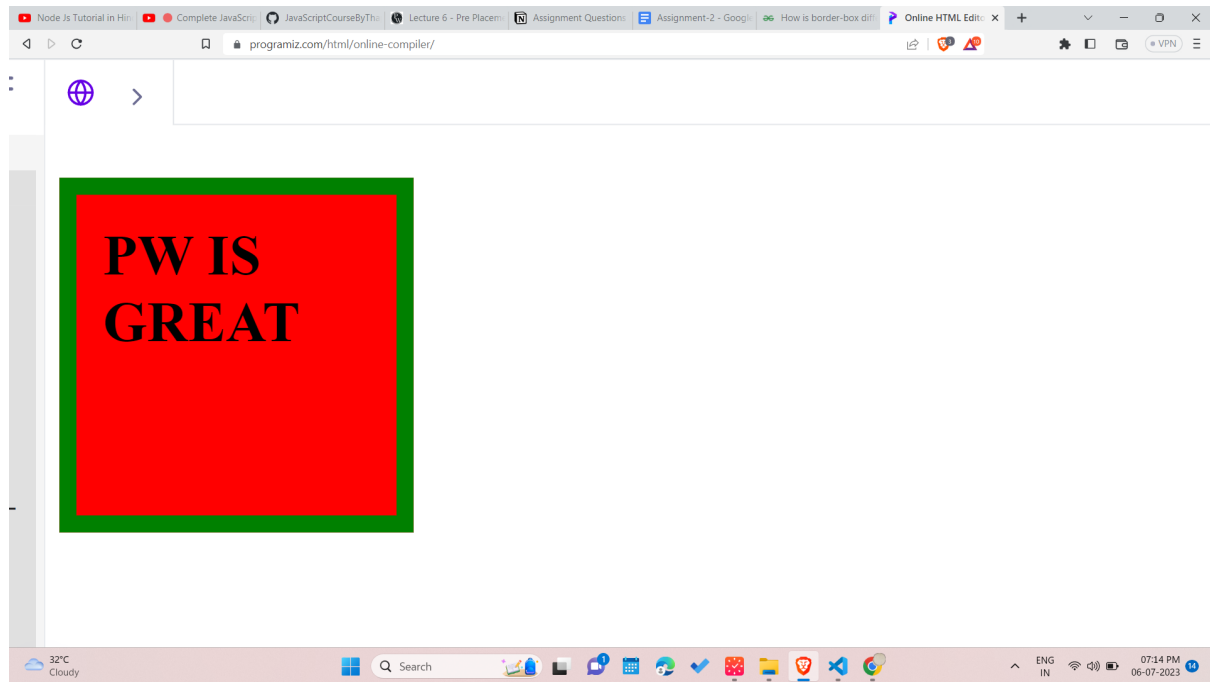 Node Js Tutorial in Hin
Complete JavaScrip
JavaScriptCourseByTha
Lecture 6 - Pre Placem
Assignment Questions
Assignment-2 - Google
How is border-box diff
Online HTML Edito
programiz.com/html/online-compiler/
VPN
PW IS
GREAT
32°C
Cloudy
Search
ENG
IN
07:14 PM
06-07-2023
14